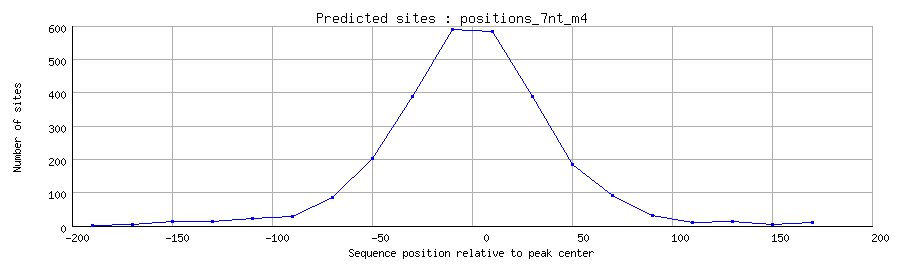 Predicted sites : positions_7nt_m4
600
500
400
300
200
100
0
-200 -150 -100 -50 0 50 100 150 200
Number of sites
Sequence position relative to peak center